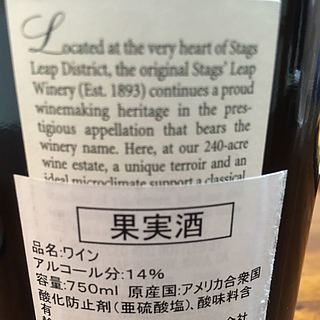 Located at the very heart of Stags
Leap District, the original Stags' Leap
Winery (Est. 1893) continues a proud
winemaking heritage in the pres-
tigious appellation that bears the
winery name. Here, at our 240-acre
wine estate, a unique terroir and an
ideal microclimate support a classical
果実酒
品名:ワイン
アルコール分:14%
容量:750ml 原産国:アメリカ合衆国
酸化防止剤(亜硫酸塩)、酸味料含
有